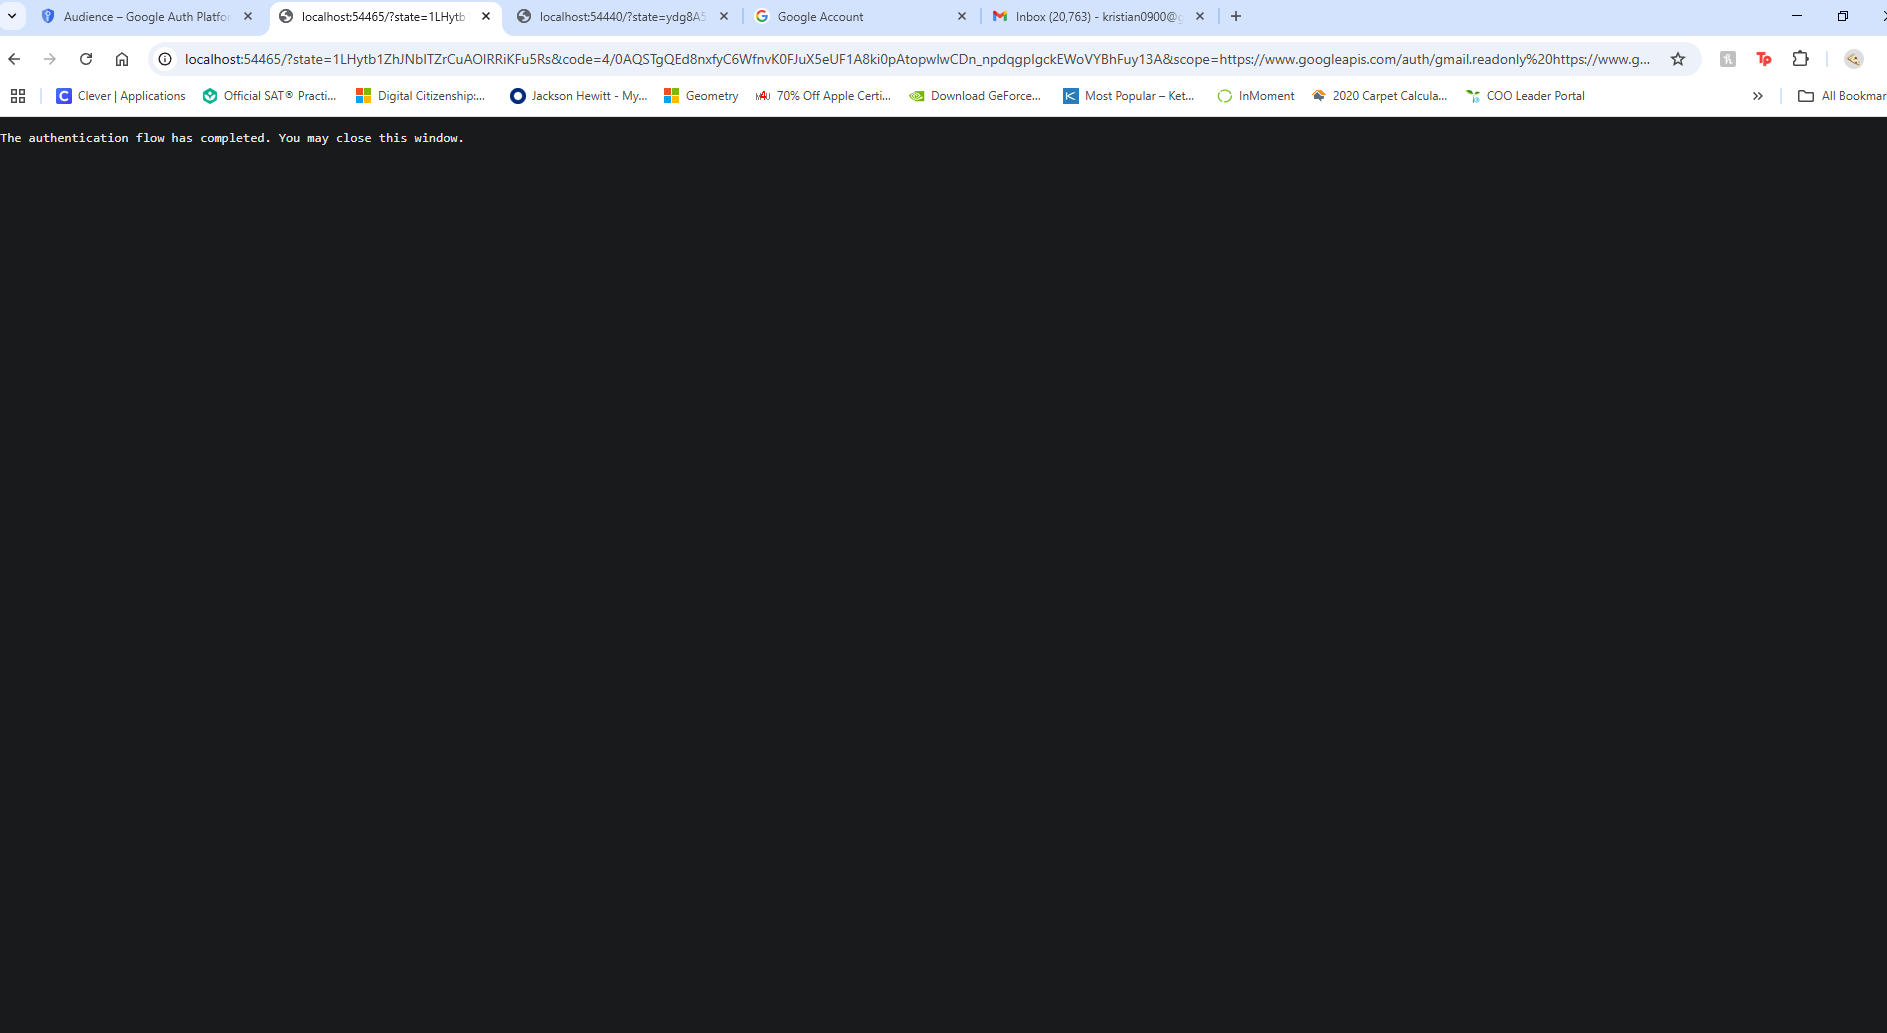 Audience – Google Auth Platfo
localhost:54465/?state=1LHytb
localhost:54440/?state=ydg8A5
Google Account
Inbox (20,763) - kristian0900@g
localhost:54465/?state=1LHytb1ZhJNbITZrCuAOIRRiKFu5Rs&code=4/0AQSTgQEd8nxfyC6WfnvK0FJuX5eUF1A8ki0pAtopwIwCDn_npdqgpIgckEWoVYBhFuy13A&scope=https://www.googleapis.com/auth/gmail.readonly%20https://www.g...
Clever | Applications
Official SAT® Practi...
Digital Citizenship:...
Jackson Hewitt - My...
Geometry
70% Off Apple Certi...
Download GeForce...
Most Popular – Ket...
InMoment
2020 Carpet Calcula...
COO Leader Portal
All Bookmar
The authentication flow has completed. You may close this window.